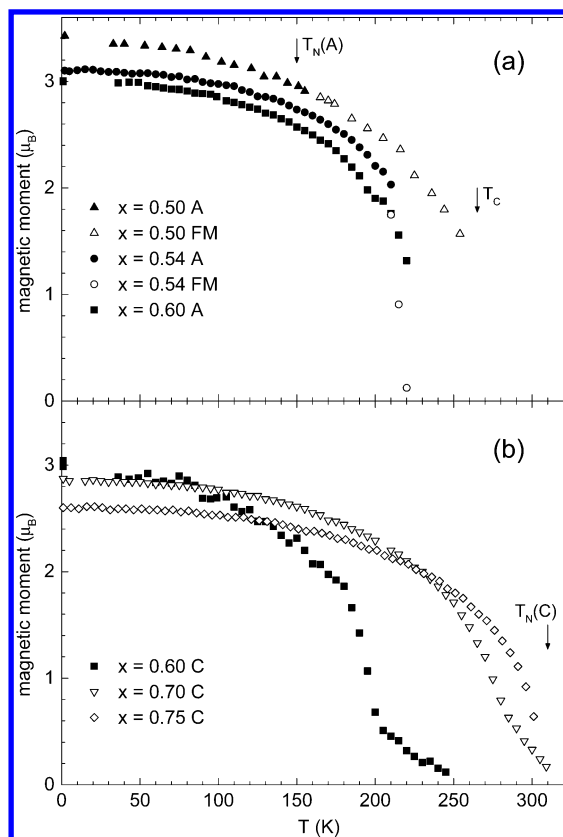 (a)
T_N(A)
3
magnetic moment (μ_B)
2
T_C
x = 0.50 A
x = 0.50 FM
x = 0.54 A
x = 0.54 FM
x = 0.60 A
1
0
(b)
3
magnetic moment (μ_B)
2
T_N(C)
x = 0.60 C
x = 0.70 C
x = 0.75 C
1
0
0 50 100 150 200 250 300
T (K)